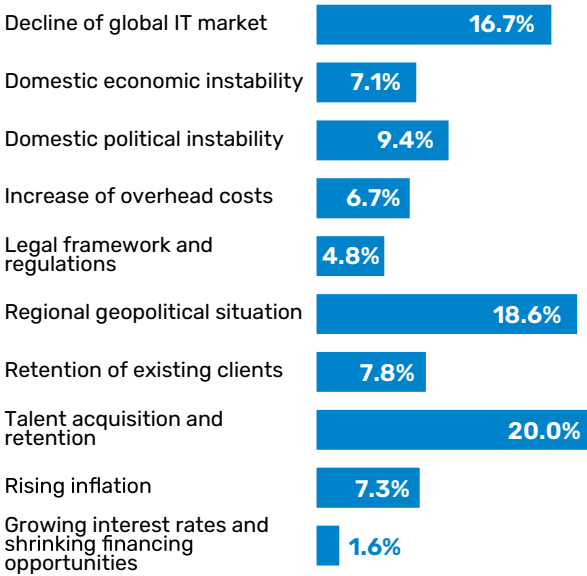 Decline of global IT market 16.7%
Domestic economic instability 7.1%
Domestic political instability 9.4%
Increase of overhead costs 6.7%
Legal framework and
regulations 4.8%
Regional geopolitical situation 18.6%
Retention of existing clients 7.8%
Talent acquisition and
retention 20.0%
Rising inflation 7.3%
Growing interest rates and
shrinking financing 1.6%
opportunities